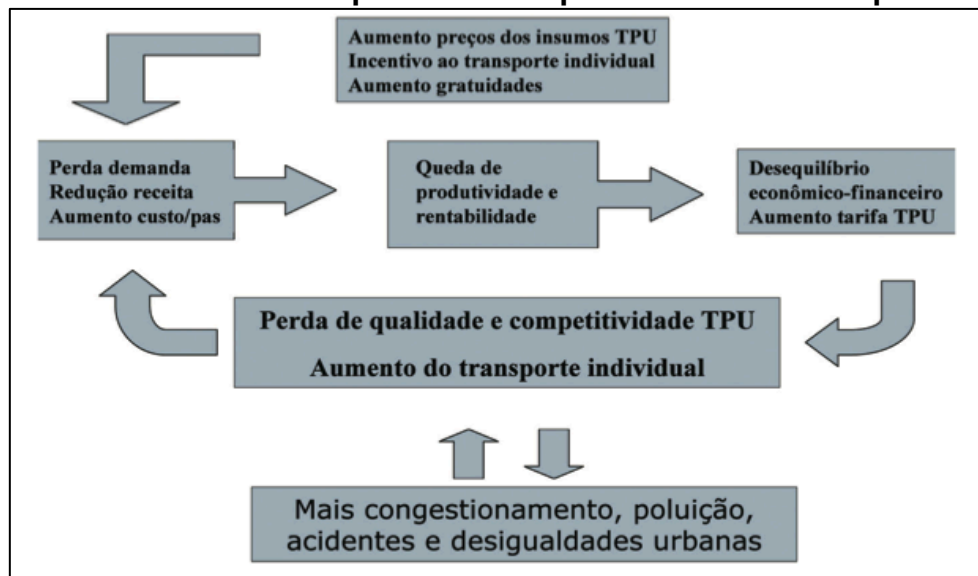 Aumento preços dos insumos TPU
Incentivo ao transporte individual
Aumento gratuidades
Perda demanda
Redução receita
Aumento custo/pas
Queda de
produtividade e
rentabilidade
Desequilíbrio
econômico-financeiro
Aumento tarifa TPU
Perda de qualidade e competitividade TPU
Aumento do transporte individual
Mais congestionamento, poluição,
acidentes e desigualdades urbanas